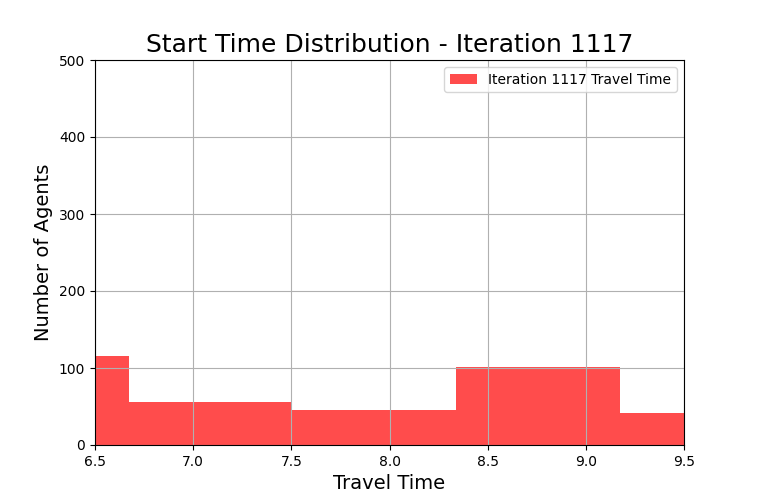 Start Time Distribution - Iteration 1117
500
Iteration 1117 Travel Time
400
300
200
100
0
Number of Agents
6.5 7.0 7.5 8.0 8.5 9.0 9.5
Travel Time